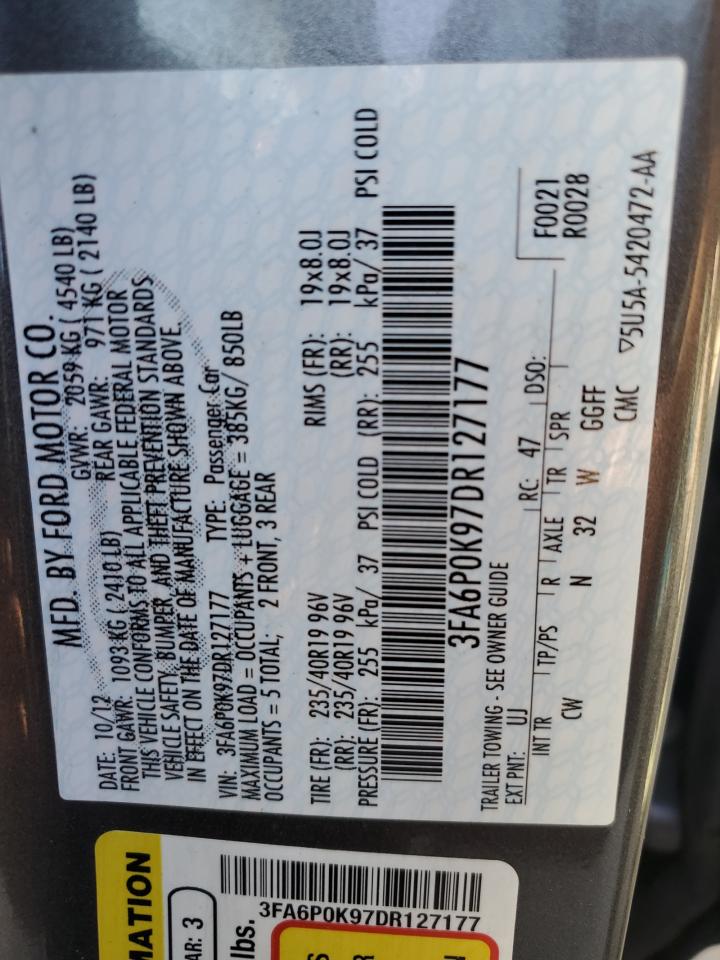 MFD. BY FORD MOTOR CO.
DATE: 10/12 GVWR: 2059 KG ( 4540 LB)
FRONT GAWR: 1093 KG ( 2410 LB) REAR GAWR: 971 KG ( 2140 LB)
THIS VEHICLE CONFORMS TO ALL APPLICABLE FEDERAL MOTOR
VEHICLE SAFETY, BUMPER, AND THEFT PREVENTION STANDARDS
IN EFFECT ON THE DATE OF MANUFACTURE SHOWN ABOVE.
VIN: 3FA6P0K97DR127177 TYPE: Passenger Car
MAXIMUM LOAD = OCCUPANTS + LUGGAGE = 385KG/ 850LB
OCCUPANTS = 5 TOTAL; 2 FRONT, 3 REAR
TIRE (FR): 235/40R19 96V RIMS (FR): 19x8.0J
(RR): 235/40R19 96V (RR): 19x8.0J
PRESSURE (FR): 255 kPa/ 37 PSI COLD (RR): 255 kPa/ 37 PSI COLD
3FA6P0K97DR127177
TRAILER TOWING - SEE OWNER GUIDE F0021
EXT PNT: UJ RC: 47 DSO: R0028
INT TR TP/PS R AXLE TR SPR
CW N 32 W GGFF
CMC ▽5U5A-5420472-AA
MATION
AR: 3
lbs.
3FA6P0K97DR127177